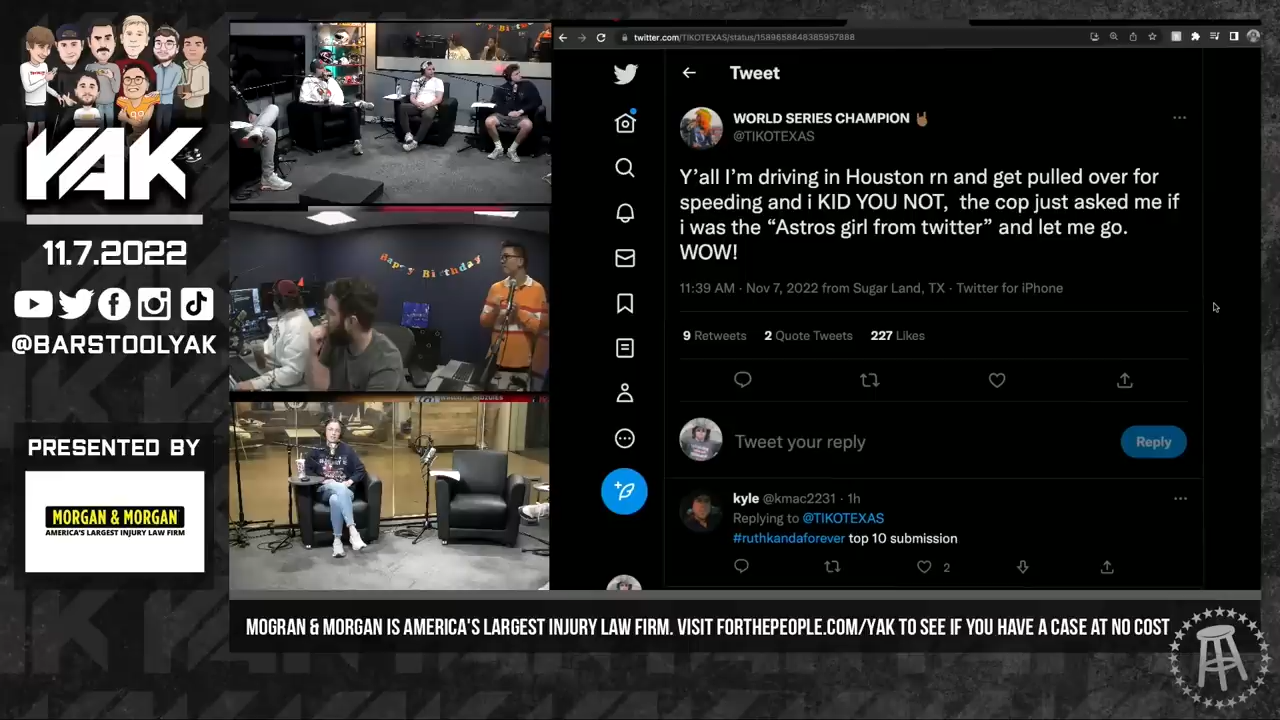 YAK
11.7.2022
@BARSTOOLYAK
PRESENTED BY
MORGAN & MORGAN
AMERICA'S LARGEST INJURY LAW FIRM
Happy Birthday
twitter.com/TIKOTEXAS/status/1589658848385957888
Tweet
WORLD SERIES CHAMPION 🤘🏽
@TIKOTEXAS
Y'all I'm driving in Houston rn and get pulled over for
speeding and i KID YOU NOT, the cop just asked me if
i was the “Astros girl from twitter” and let me go.
WOW!
11:39 AM · Nov 7, 2022 from Sugar Land, TX · Twitter for iPhone
9 Retweets 2 Quote Tweets 227 Likes
Tweet your reply
Reply
kyle @kmac2231 · 1h
Replying to @TIKOTEXAS
#ruthkandaforever top 10 submission
2
MOGRAN & MORGAN IS AMERICA'S LARGEST INJURY LAW FIRM. VISIT FORTHEPEOPLE.COM/YAK TO SEE IF YOU HAVE A CASE AT NO COST